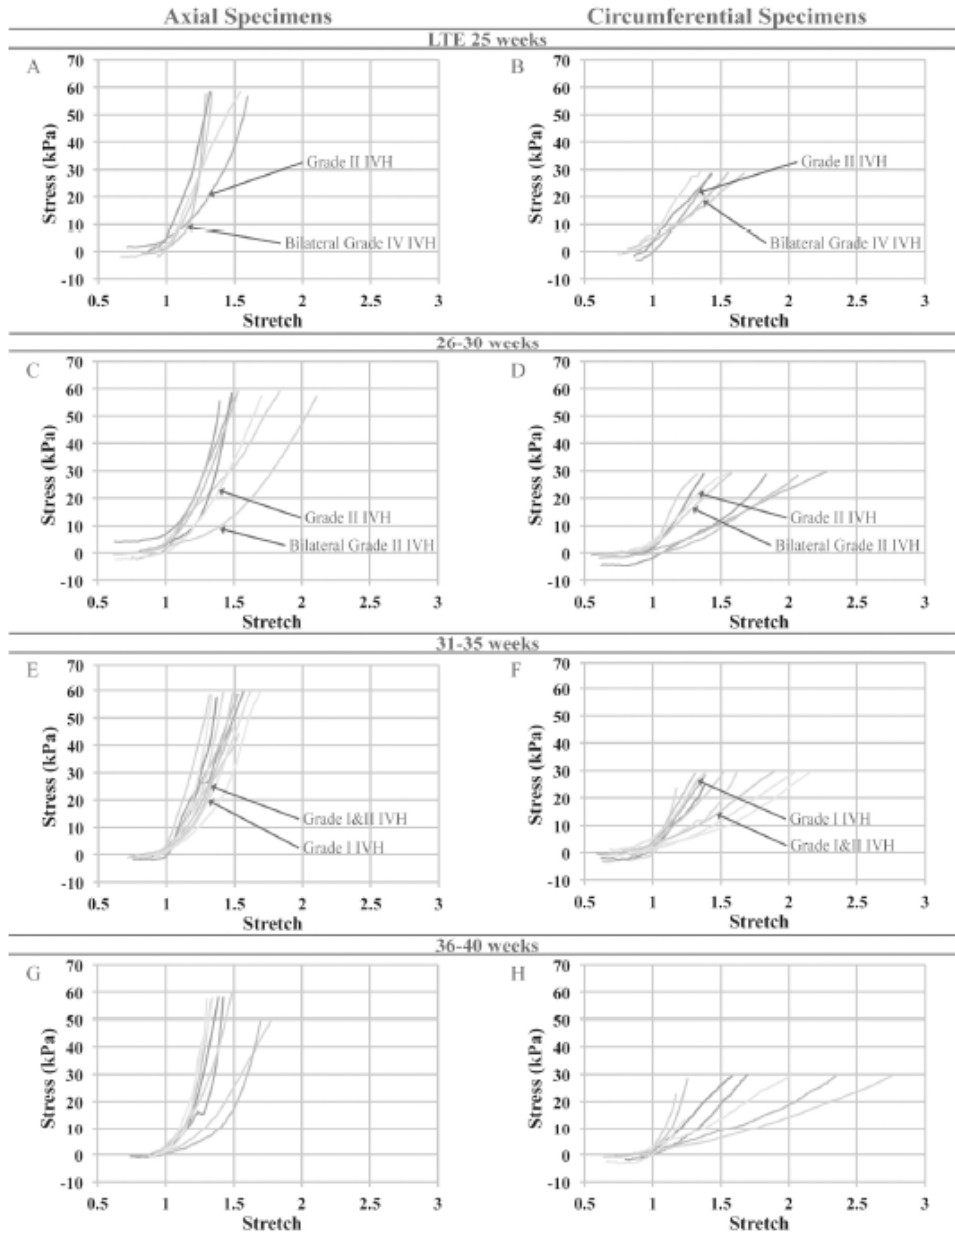 Axial Specimens Circumferential Specimens
LTE 25 weeks
A B
70 70
60 60
50 50
40 40
30 30
20 20
10 10
0 0
-10 -10
Stress (kPa) Stress (kPa)
Grade II IVH Grade II IVH
Bilateral Grade IV IVH Bilateral Grade IV IVH
0.5 1 1.5 2 2.5 3 0.5 1 1.5 2 2.5 3
Stretch Stretch
26-30 weeks
C D
70 70
60 60
50 50
40 40
30 30
20 20
10 10
0 0
-10 -10
Stress (kPa) Stress (kPa)
Grade II IVH Grade II IVH
Bilateral Grade II IVH Bilateral Grade II IVH
0.5 1 1.5 2 2.5 3 0.5 1 1.5 2 2.5 3
Stretch Stretch
31-35 weeks
E F
70 70
60 60
50 50
40 40
30 30
20 20
10 10
0 0
-10 -10
Stress (kPa) Stress (kPa)
Grade I&II IVH Grade I IVH
Grade I IVH Grade I&II IVH
0.5 1 1.5 2 2.5 3 0.5 1 1.5 2 2.5 3
Stretch Stretch
36-40 weeks
G H
70 70
60 60
50 50
40 40
30 30
20 20
10 10
0 0
-10 -10
Stress (kPa) Stress (kPa)
0.5 1 1.5 2 2.5 3 0.5 1 1.5 2 2.5 3
Stretch Stretch